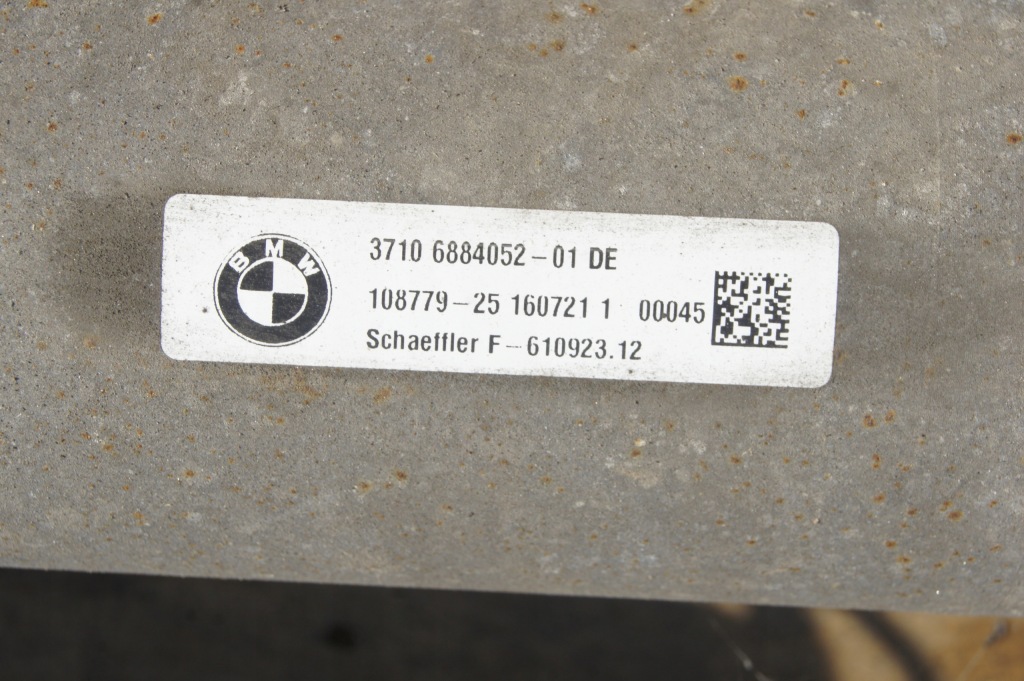 BMW
3710 6884052-01 DE
108779-25 160721 1 00045
Schaeffler F-610923.12